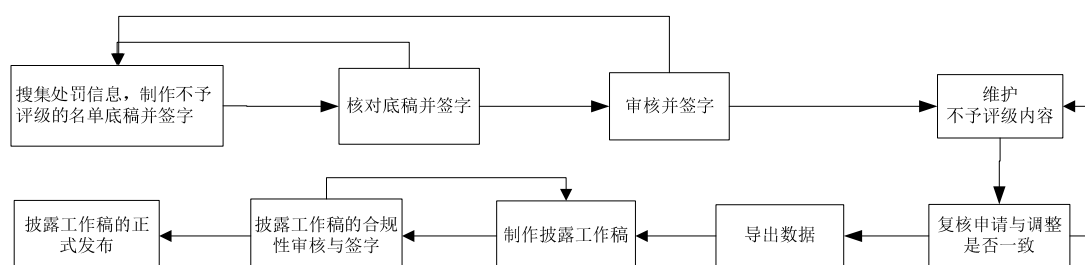 搜集处罚信息，制作不予
评级的名单底稿并签字
核对底稿并签字
审核并签字
维护
不予评级内容
披露工作稿的正
式发布
披露工作稿的合规
性审核与签字
制作披露工作稿
导出数据
复核申请与调整
是否一致